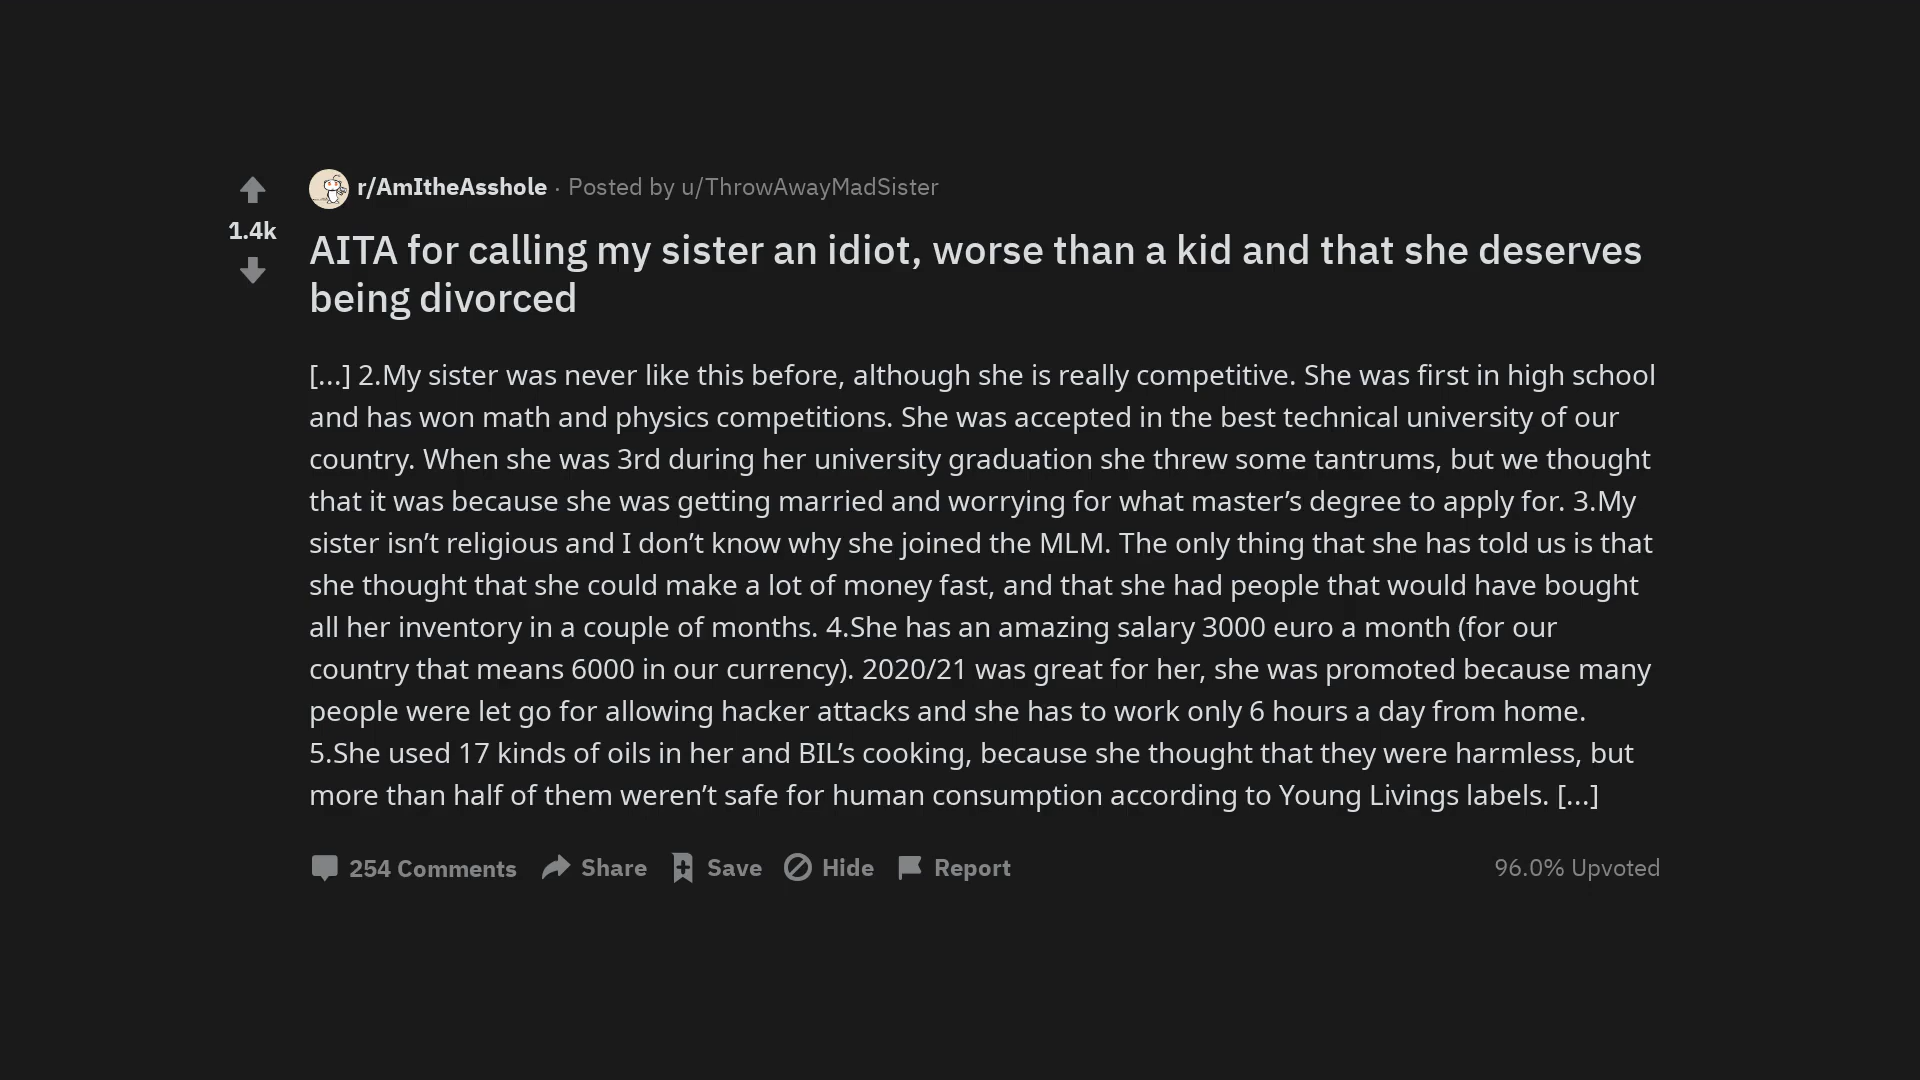 r/AmItheAsshole · Posted by u/ThrowAwayMadSister
1.4k
AITA for calling my sister an idiot, worse than a kid and that she deserves
being divorced
[...] 2.My sister was never like this before, although she is really competitive. She was first in high school
and has won math and physics competitions. She was accepted in the best technical university of our
country. When she was 3rd during her university graduation she threw some tantrums, but we thought
that it was because she was getting married and worrying for what master’s degree to apply for. 3.My
sister isn’t religious and I don’t know why she joined the MLM. The only thing that she has told us is that
she thought that she could make a lot of money fast, and that she had people that would have bought
all her inventory in a couple of months. 4.She has an amazing salary 3000 euro a month (for our
country that means 6000 in our currency). 2020/21 was great for her, she was promoted because many
people were let go for allowing hacker attacks and she has to work only 6 hours a day from home.
5.She used 17 kinds of oils in her and BIL’s cooking, because she thought that they were harmless, but
more than half of them weren’t safe for human consumption according to Young Livings labels. [...]
254 Comments Share Save Hide Report 96.0% Upvoted